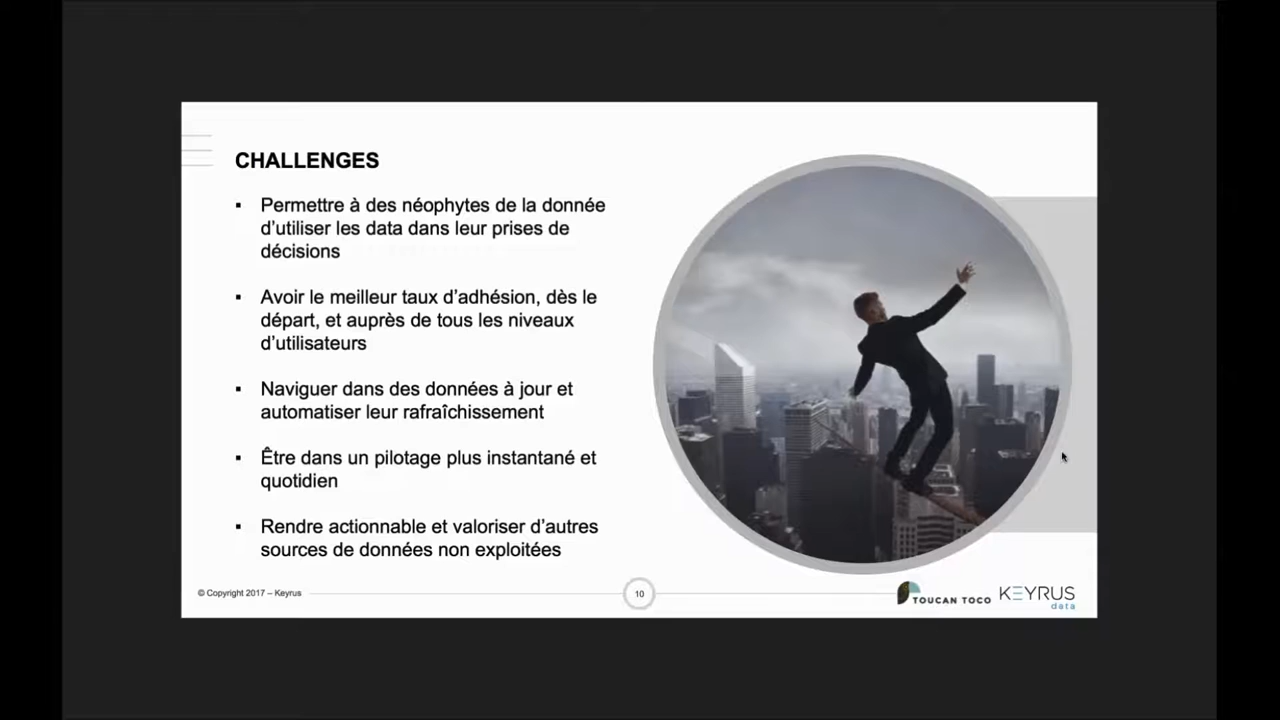 CHALLENGES
▪ Permettre à des néophytes de la donnée
d’utiliser les data dans leur prises de
décisions
▪ Avoir le meilleur taux d’adhésion, dès le
départ, et auprès de tous les niveaux
d’utilisateurs
▪ Naviguer dans des données à jour et
automatiser leur rafraîchissement
▪ Être dans un pilotage plus instantané et
quotidien
▪ Rendre actionnable et valoriser d’autres
sources de données non exploitées
© Copyright 2017 – Keyrus
10
TOUCAN TOCO
KEYRUS
data